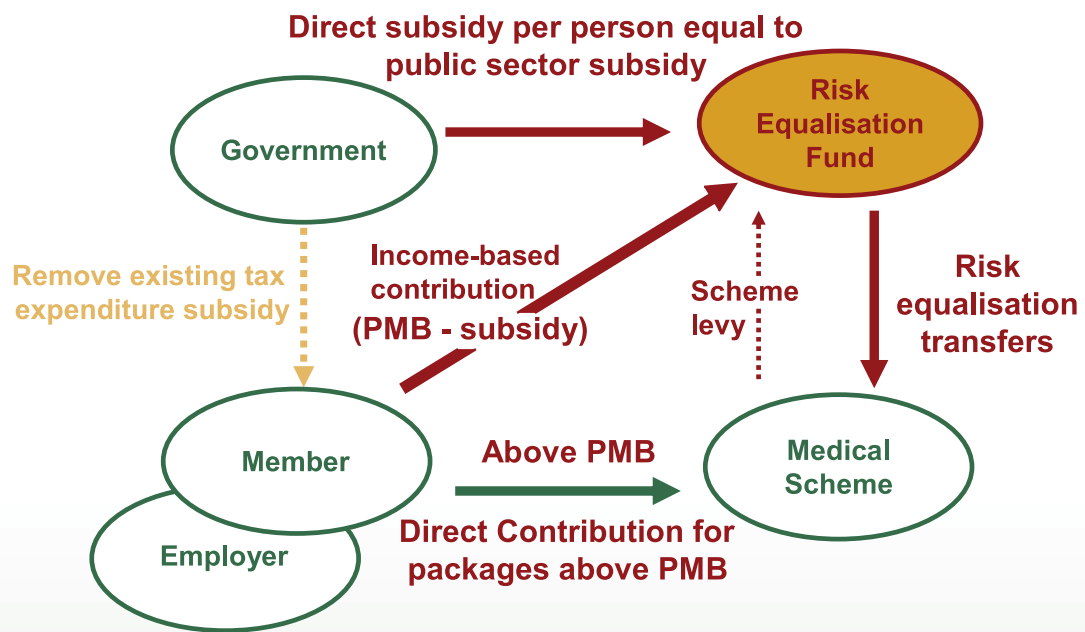 Direct subsidy per person equal to
public sector subsidy
Risk
Equalisation
Fund
Government
Remove existing tax
expenditure subsidy
Income-based
contribution
(PMB - subsidy)
Scheme
levy
Risk
equalisation
transfers
Member
Above PMB
Medical
Scheme
Employer
Direct Contribution for
packages above PMB